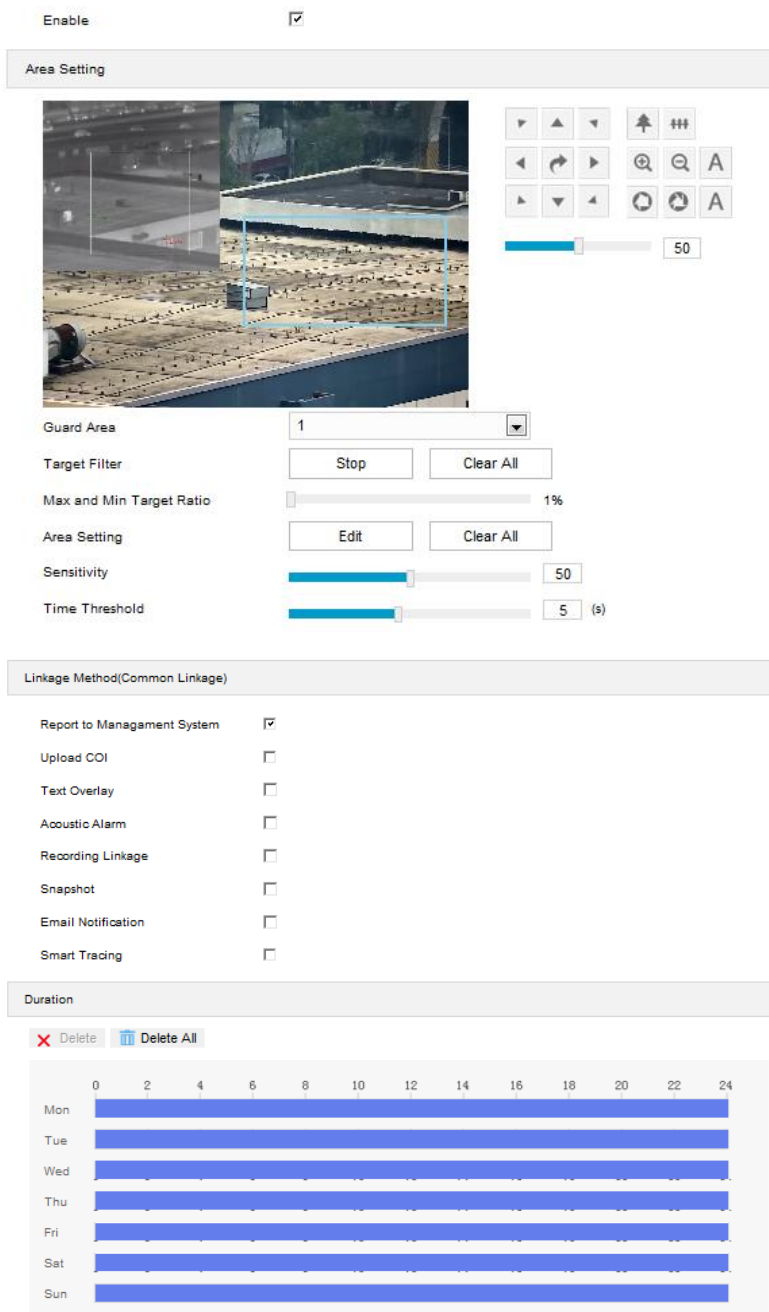 Enable
Area Setting
A
A
50
Guard Area
1
Target Filter
Stop
Clear All
Max and Min Target Ratio
1%
Area Setting
Edit
Clear All
Sensitivity
50
Time Threshold
5
(s)
Linkage Method(Common Linkage)
Report to Managament System
Upload COI
Text Overlay
Acoustic Alarm
Recording Linkage
Snapshot
Email Notification
Smart Tracing
Duration
Delete
Delete All
0 2 4 6 8 10 12 14 16 18 20 22 24
Mon
Tue
Wed
Thu
Fri
Sat
Sun